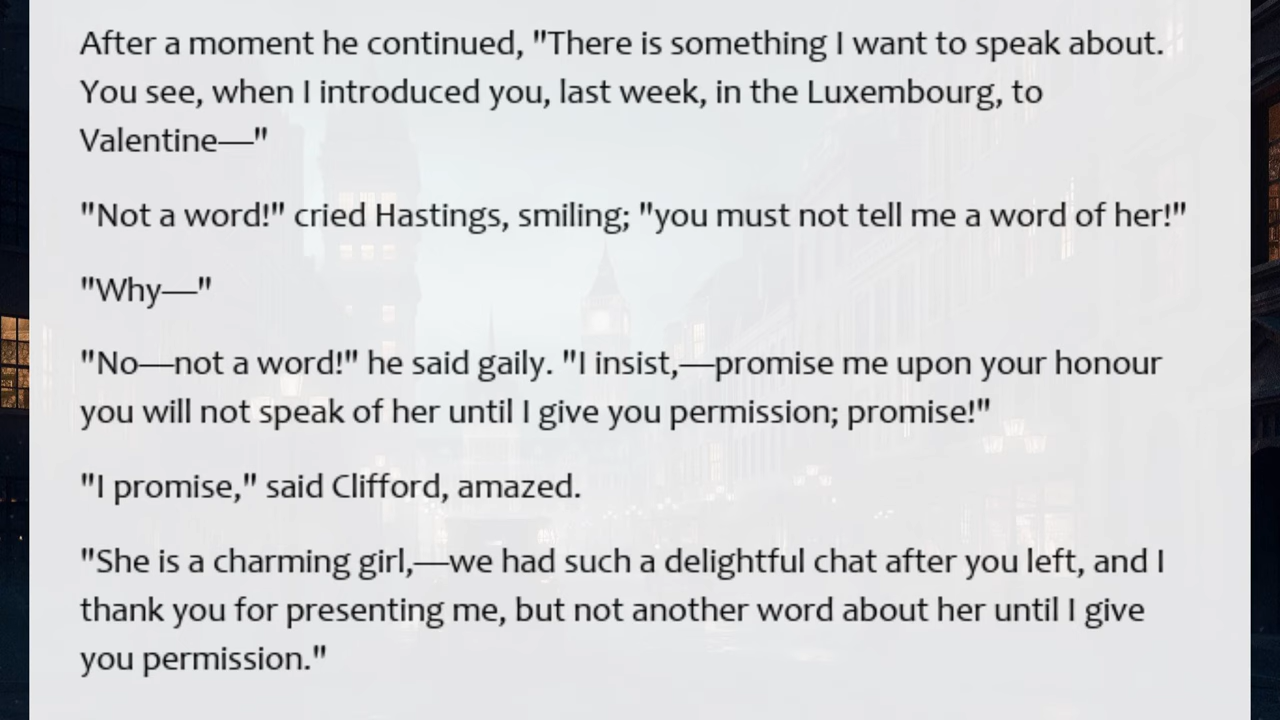 After a moment he continued, "There is something I want to speak about.
You see, when I introduced you, last week, in the Luxembourg, to
Valentine—"
"Not a word!" cried Hastings, smiling; "you must not tell me a word of her!"
"Why—"
"No—not a word!" he said gaily. "I insist,—promise me upon your honour
you will not speak of her until I give you permission; promise!"
"I promise," said Clifford, amazed.
"She is a charming girl,—we had such a delightful chat after you left, and I
thank you for presenting me, but not another word about her until I give
you permission."